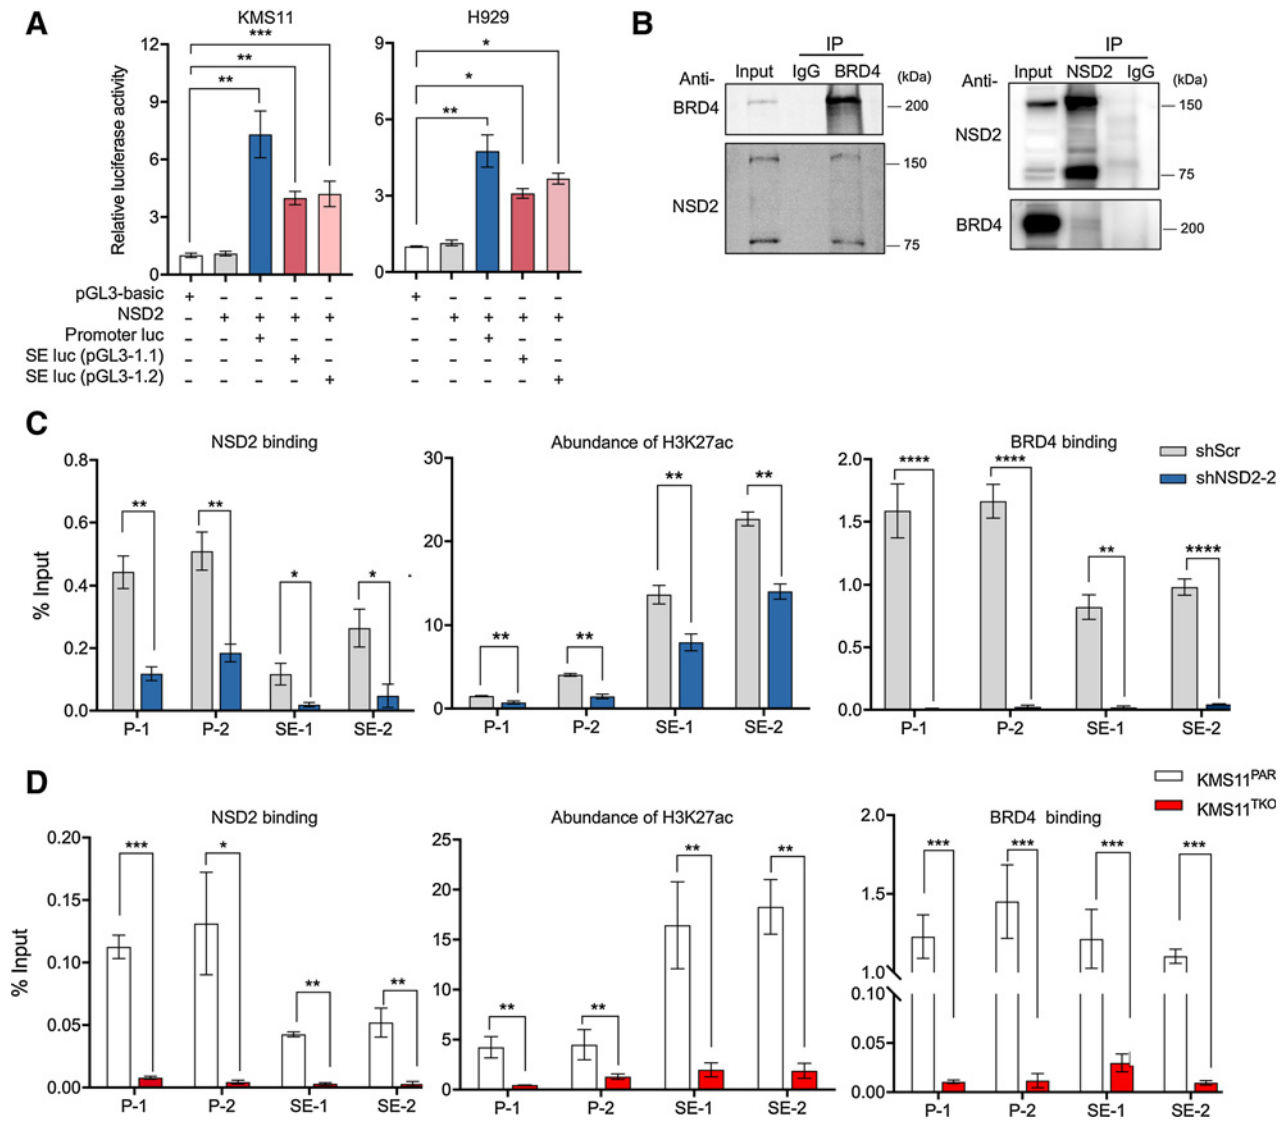 A
KMS11
H929
Relative luciferase activity
12
9
6
3
0
***
**
**
9
6
3
0
*
*
**
pGL3-basic + – – – – + – – – –
NSD2 – + + + + – + + + +
Promoter luc – – + – – – – + – –
SE luc (pGL3-1.1) – – – + – – – – + –
SE luc (pGL3-1.2) – – – – + – – – – +
B
IP
Anti- Input IgG BRD4 (kDa)
BRD4
200
NSD2
150
75
IP
Anti- Input NSD2 IgG (kDa)
NSD2
150
75
BRD4
200
C
NSD2 binding
% Input
0.8
0.6
0.4
0.2
0.0
** ** * *
P-1 P-2 SE-1 SE-2
Abundance of H3K27ac
30
20
10
0
** ** ** **
P-1 P-2 SE-1 SE-2
BRD4 binding
2.0
1.5
1.0
0.5
0.0
**** **** ** ****
P-1 P-2 SE-1 SE-2
shScr
shNSD2-2
D
NSD2 binding
% Input
0.20
0.15
0.10
0.05
0.00
*** * ** **
P-1 P-2 SE-1 SE-2
Abundance of H3K27ac
25
20
15
10
5
0
** ** ** **
P-1 P-2 SE-1 SE-2
BRD4 binding
2.0
1.5
1.0
0.10
0.05
0.00
*** *** *** ***
P-1 P-2 SE-1 SE-2
KMS11PAR
KMS11TKO